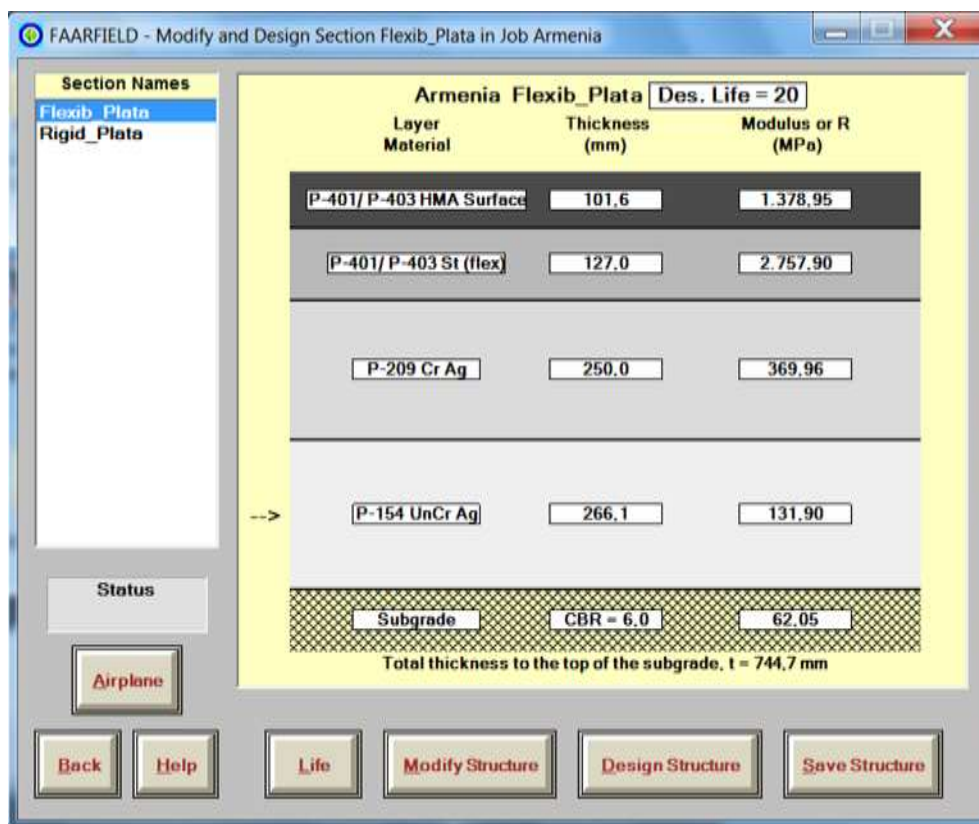 FAARFIELD - Modify and Design Section Flexib_Plata in Job Armenia
Section Names
Flexib_Plata
Rigid_Plata
Armenia Flexib_Plata Des. Life = 20
Layer Material Thickness (mm) Modulus or R (MPa)
P-401/ P-403 HMA Surface 101,6 1.378,95
P-401/ P-403 St (flex) 127,0 2.757,90
P-209 Cr Ag 250,0 369,96
--> P-154 UnCr Ag 266,1 131,90
Subgrade CBR = 6,0 62,05
Total thickness to the top of the subgrade, t = 744,7 mm
Status
Airplane
Back Help Life Modify Structure Design Structure Save Structure